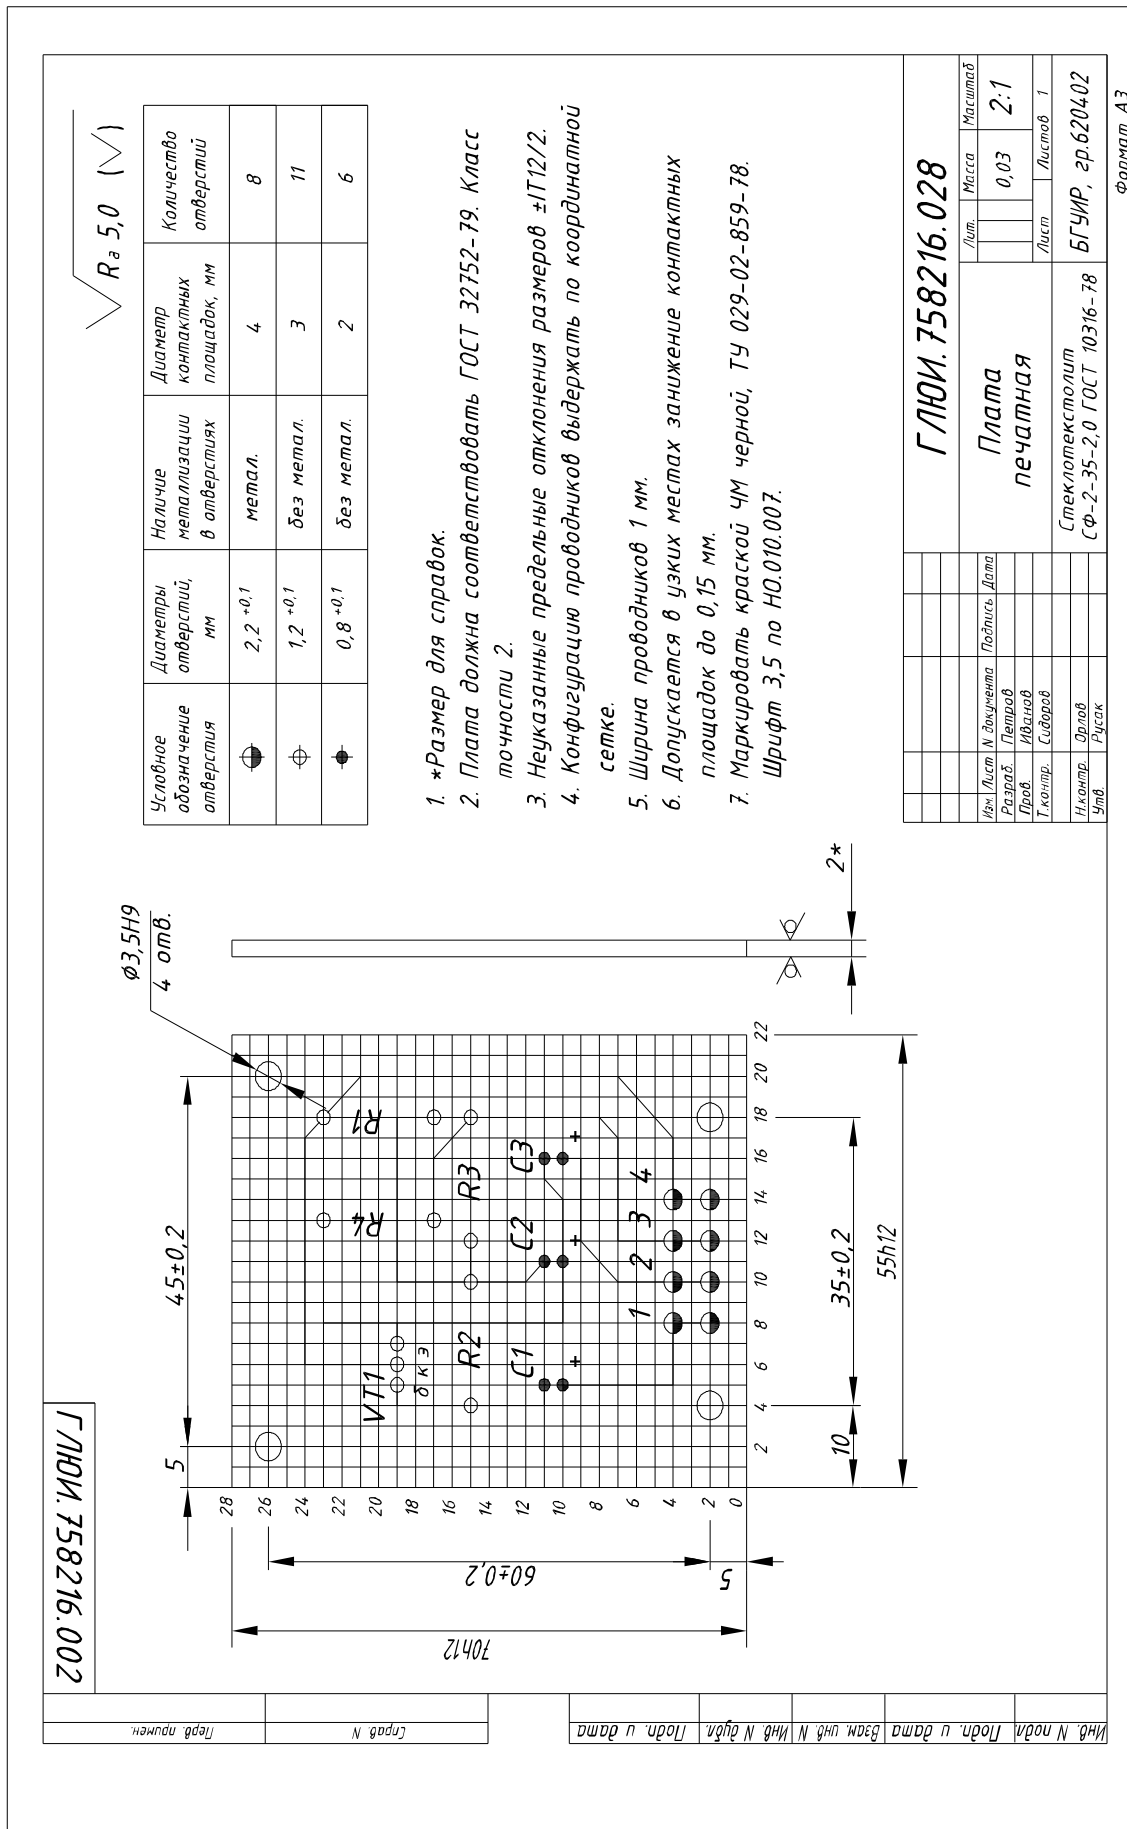 ГЛЮИ.758216.002
Перв. примен.
Справ. N
Подп. и дата
Инв. N дубл.
Взам. инв. N
Подп. и дата
Инв. N подл
5
45±0,2
ф3,5Н9
4 отв.
70h12
60±0,2
5
28
26
24
22
20
18
16
14
12
10
8
6
4
2
0
2
4
6
8
10
12
14
16
18
20
22
R4
R1
VT1
б к э
R2
R3
C1
C2
C3
+
+
+
1
2
3
4
10
35±0,2
55h12
2*
Ra 5,0 (√)
Условное обозначение отверстия
Диаметры отверстий, мм
Наличие металлизации в отверстиях
Диаметр контактных площадок, мм
Количество отверстий
2,2 +0,1
метал.
4
8
1,2 +0,1
без метал.
3
11
0,8 +0,1
без метал.
2
6
1. *Размер для справок.
2. Плата должна соответствовать ГОСТ 32752-79. Класс
точности 2.
3. Неуказанные предельные отклонения размеров ±IT12/2.
4. Конфигурацию проводников выдержать по координатной
сетке.
5. Ширина проводников 1 мм.
6. Допускается в узких местах занижение контактных
площадок до 0,15 мм.
7. Маркировать краской ЧМ черной, ТУ 029-02-859-78.
Шрифт 3,5 по НО.010.007.
ГЛЮИ.758216.028
Изм. Лист N документа Подпись Дата
Разраб. Петров
Пров. Иванов
Т.контр. Сидоров
Н.контр. Орлов
Утв. Русак
Плата
печатная
Лит. Масса Масштаб
0,03 2:1
Лист Листов 1
Стеклотекстолит
СФ-2-35-2,0 ГОСТ 10316-78
БГУИР, гр.620402
Формат А3